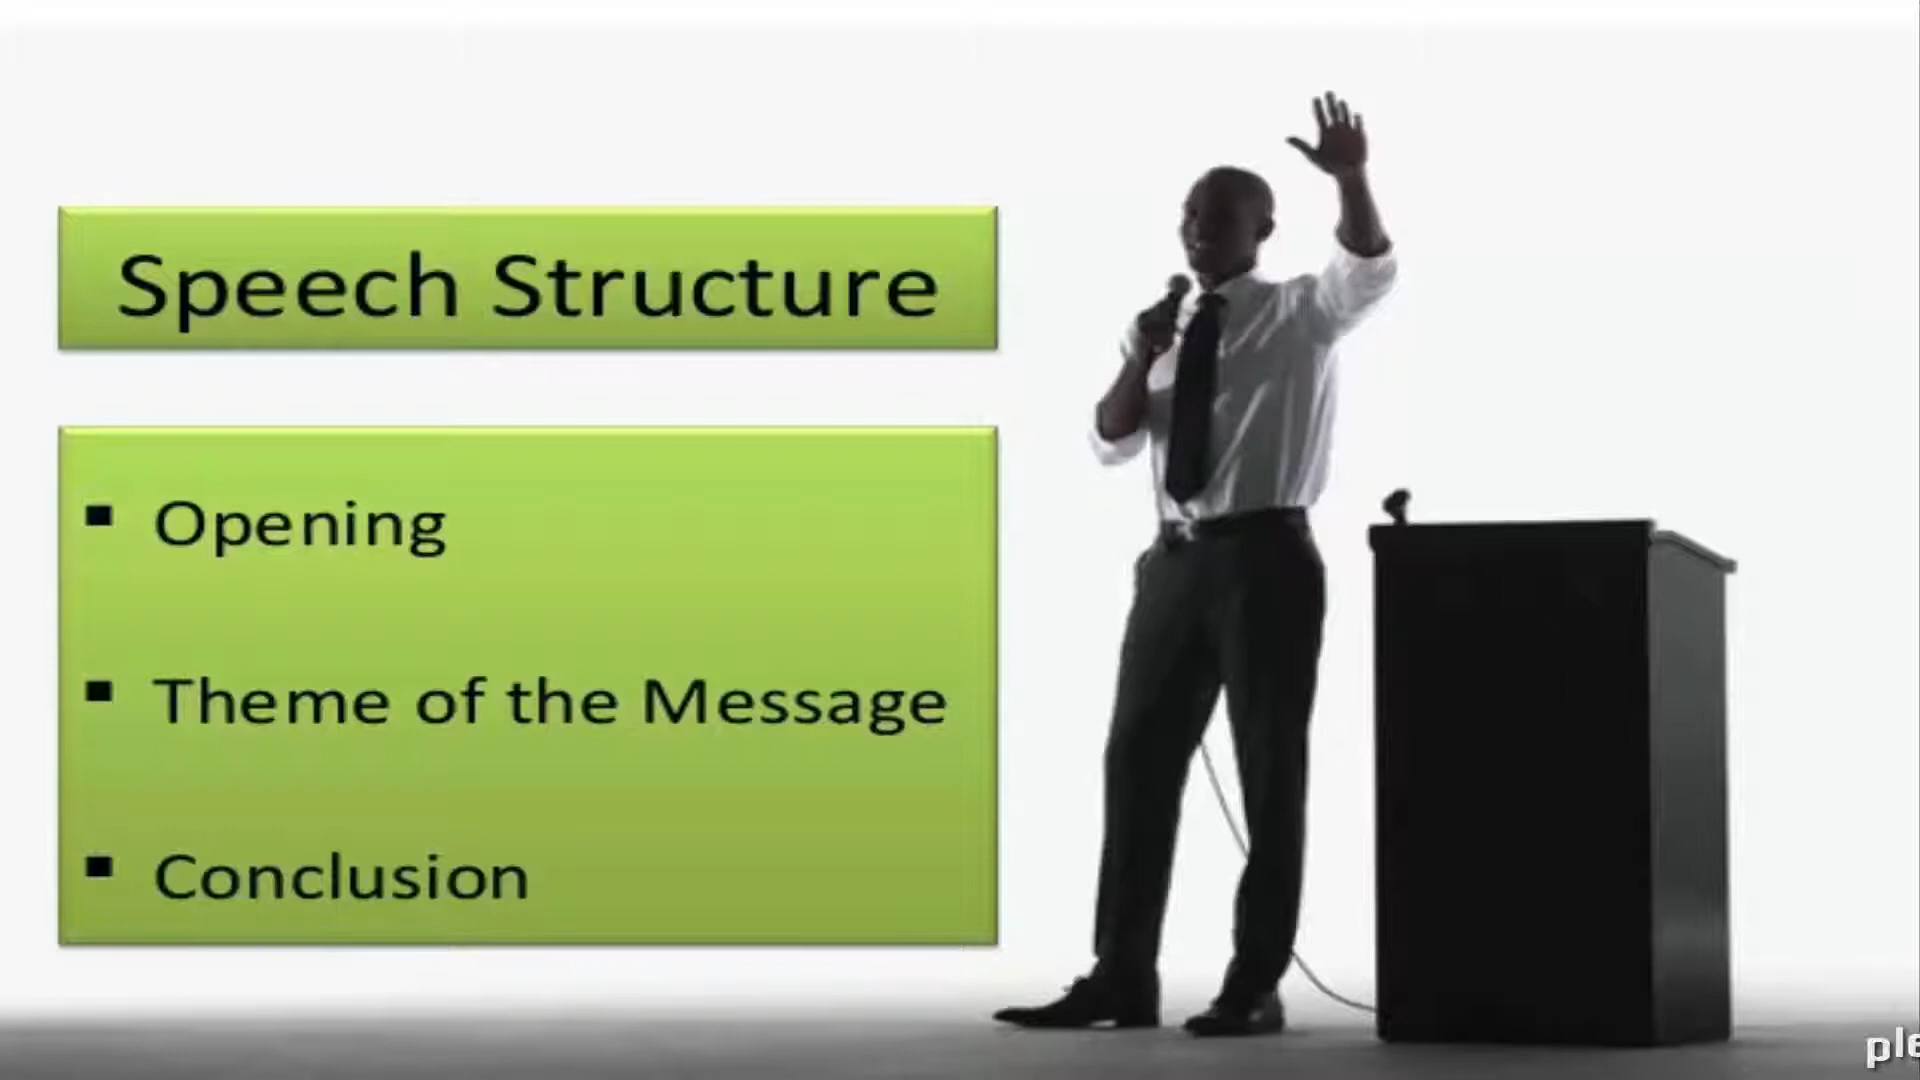 Speech Structure
▪ Opening
▪ Theme of the Message
▪ Conclusion